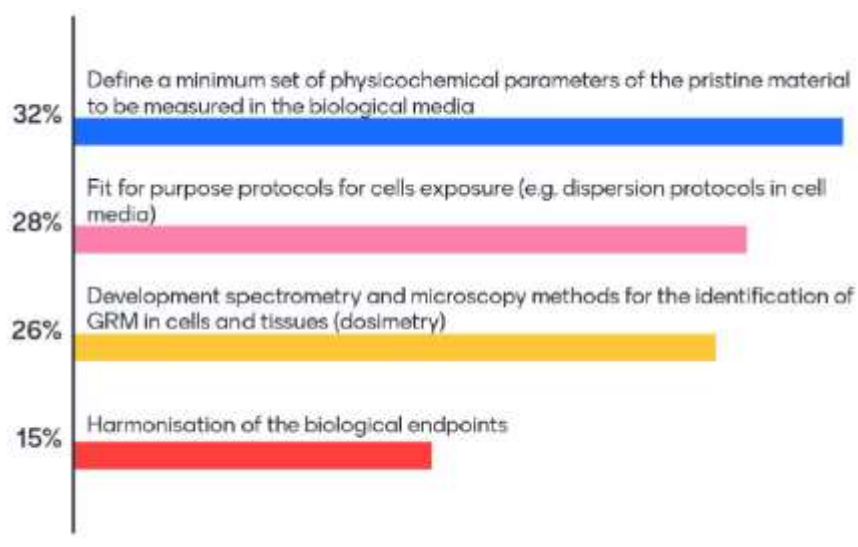 Define a minimum set of physicochemical parameters of the pristine material
to be measured in the biological media
32%
Fit for purpose protocols for cells exposure (e.g. dispersion protocols in cell
media)
28%
Development spectrometry and microscopy methods for the identification of
GRM in cells and tissues (dosimetry)
26%
Harmonisation of the biological endpoints
15%